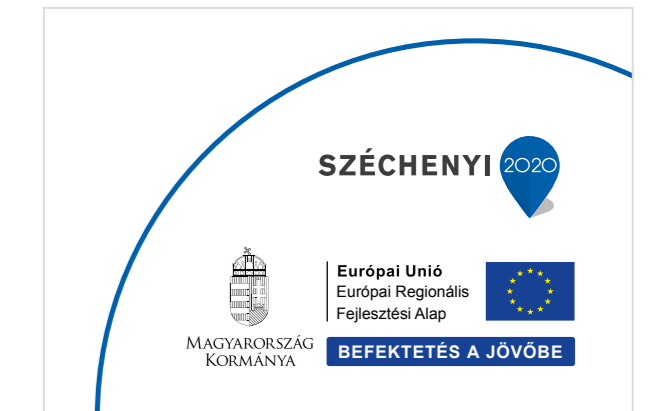 SZÉCHENYI 2020
Európai Unió
Európai Regionális
Fejlesztési Alap
MAGYARORSZÁG
KORMÁNYA
BEFEKTETÉS A JÖVŐBE